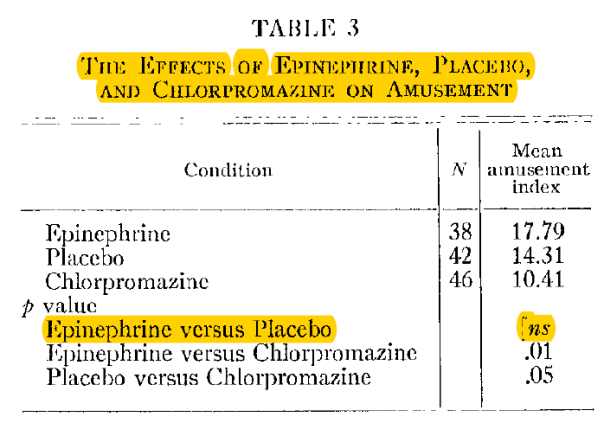 TABLE 3
THE EFFECTS OF EPINEPHRINE, PLACEBO,
AND CHLORPROMAZINE ON AMUSEMENT
Condition N Mean amusement index
Epinephrine 38 17.79
Placebo 42 14.31
Chlorpromazine 46 10.41
p value
Epinephrine versus Placebo ns
Epinephrine versus Chlorpromazine .01
Placebo versus Chlorpromazine .05